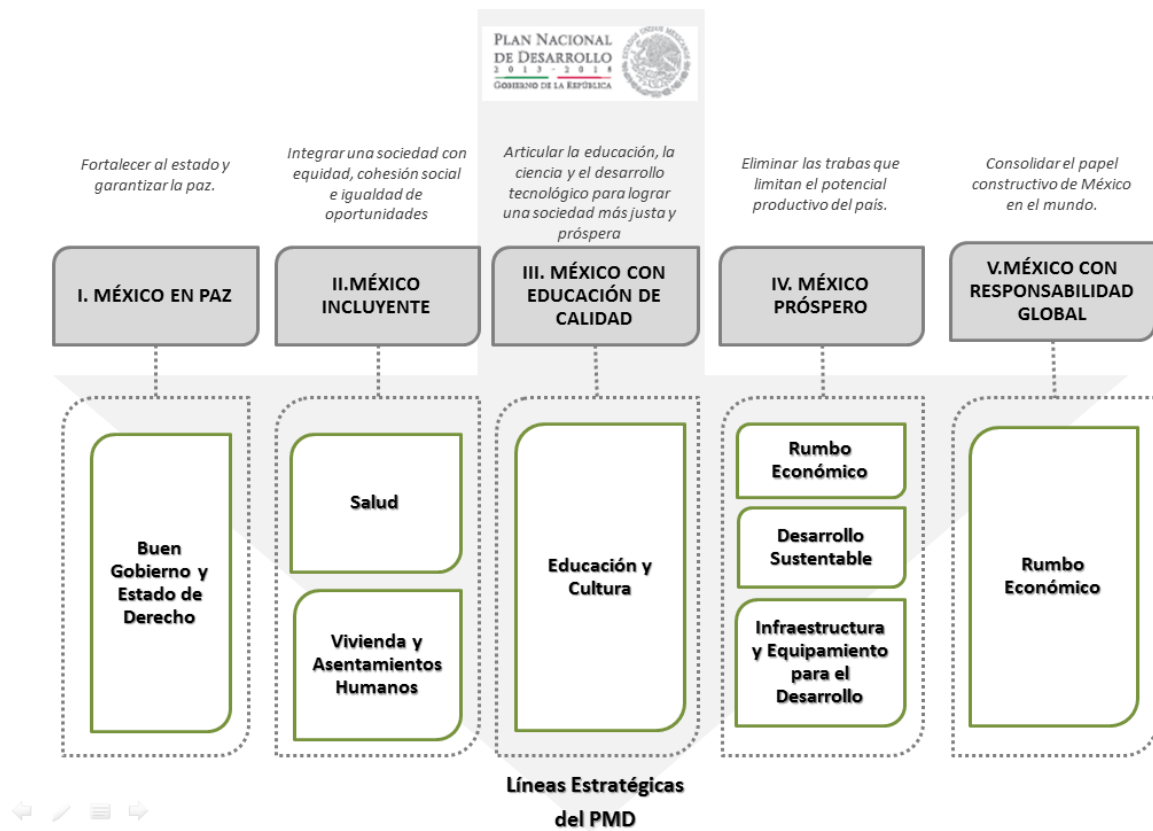 PLAN NACIONAL
DE DESARROLLO
2013-2018
GOBIERNO DE LA REPÚBLICA
ESTADOS UNIDOS MEXICANOS
Fortalecer al estado y
garantizar la paz.
Integrar una sociedad con
equidad, cohesión social
e igualdad de
oportunidades
Articular la educación, la
ciencia y el desarrollo
tecnológico para lograr
una sociedad más justa y
próspera
Eliminar las trabas que
limitan el potencial
productivo del país.
Consolidar el papel
constructivo de México
en el mundo.
I. MÉXICO EN PAZ
II.MÉXICO
INCLUYENTE
III. MÉXICO CON
EDUCACIÓN DE
CALIDAD
IV. MÉXICO
PRÓSPERO
V.MÉXICO CON
RESPONSABILIDAD
GLOBAL
Buen
Gobierno y
Estado de
Derecho
Salud
Vivienda y
Asentamientos
Humanos
Educación y
Cultura
Rumbo
Económico
Desarrollo
Sustentable
Infraestructura
y Equipamiento
para el
Desarrollo
Rumbo
Económico
Líneas Estratégicas
del PMD